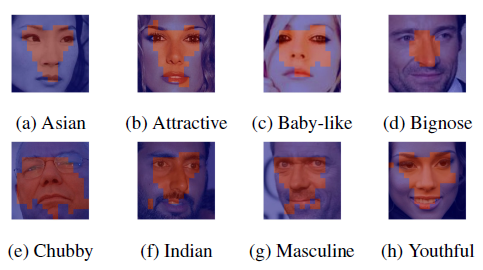 (a) Asian (b) Attractive (c) Baby-like (d) Bignose
(e) Chubby (f) Indian (g) Masculine (h) Youthful